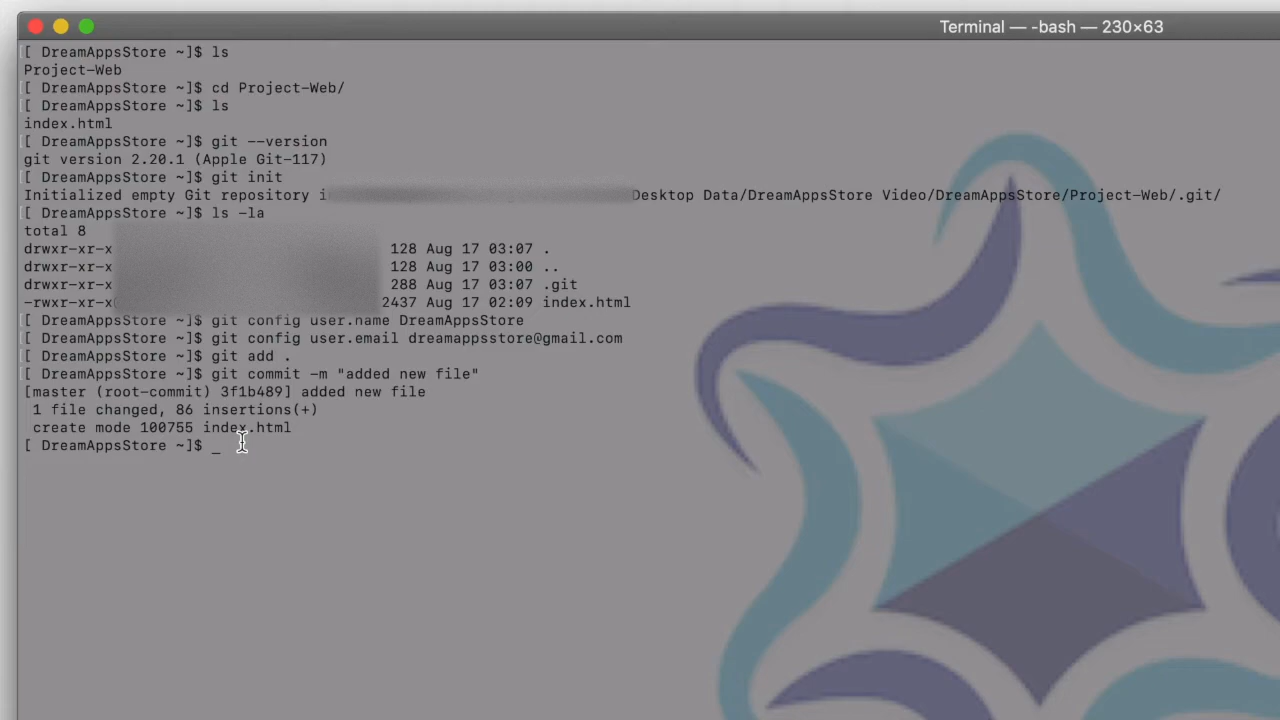 Terminal — -bash — 230×63
[ DreamAppsStore ~]$ ls
Project-Web
[ DreamAppsStore ~]$ cd Project-Web/
[ DreamAppsStore ~]$ ls
index.html
[ DreamAppsStore ~]$ git --version
git version 2.20.1 (Apple Git-117)
[ DreamAppsStore ~]$ git init
Initialized empty Git repository Desktop Data/DreamAppsStore Video/DreamAppsStore/Project-Web/.git/
[ DreamAppsStore ~]$ ls -la
total 8
drwxr-xr-x 128 Aug 17 03:07 .
drwxr-xr-x 128 Aug 17 03:00 ..
drwxr-xr-x 288 Aug 17 03:07 .git
-rwxr-xr-x 2437 Aug 17 02:09 index.html
[ DreamAppsStore ~]$ git config user.name DreamAppsStore
[ DreamAppsStore ~]$ git config user.email dreamappsstore@gmail.com
[ DreamAppsStore ~]$ git add .
[ DreamAppsStore ~]$ git commit -m "added new file"
[master (root-commit) 3f1b489] added new file
1 file changed, 86 insertions(+)
create mode 100755 index.html
[ DreamAppsStore ~]$ _